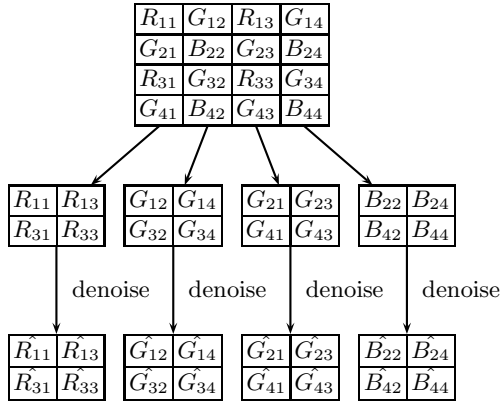 R₁₁ G₁₂ R₁₃ G₁₄
G₂₁ B₂₂ G₂₃ B₂₄
R₃₁ G₃₂ R₃₃ G₃₄
G₄₁ B₄₂ G₄₃ B₄₄
R₁₁ R₁₃ G₁₂ G₁₄ G₂₁ G₂₃ B₂₂ B₂₄
R₃₁ R₃₃ G₃₂ G₃₄ G₄₁ G₄₃ B₄₂ B₄₄
denoise denoise denoise denoise
R̂₁₁ R̂₁₃ Ĝ₁₂ Ĝ₁₄ Ĝ₂₁ Ĝ₂₃ B̂₂₂ B̂₂₄
R̂₃₁ R̂₃₃ Ĝ₃₂ Ĝ₃₄ Ĝ₄₁ Ĝ₄₃ B̂₄₂ B̂₄₄